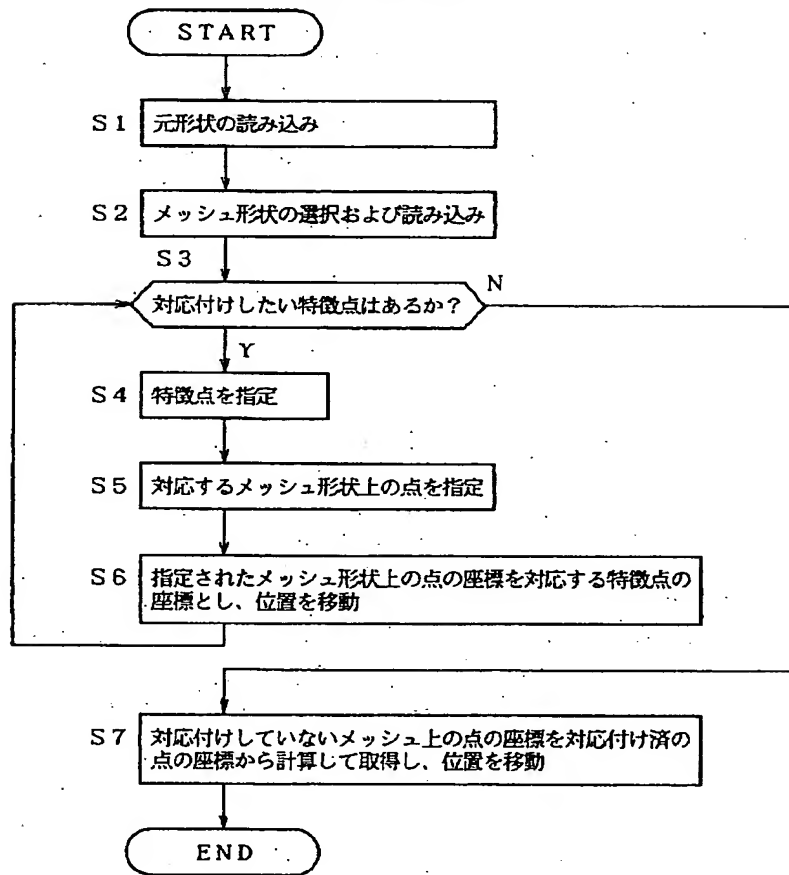 START
S1 元形状の読み込み
S2 メッシュ形状の選択および読み込み
S3
対応付けしたい特徴点はあるか？ N
Y
S4 特徴点を指定
S5 対応するメッシュ形状上の点を指定
S6 指定されたメッシュ形状上の点の座標を対応する特徴点の
座標とし、位置を移動
S7 対応付けしていないメッシュ上の点の座標を対応付け済の
点の座標から計算して取得し、位置を移動
END